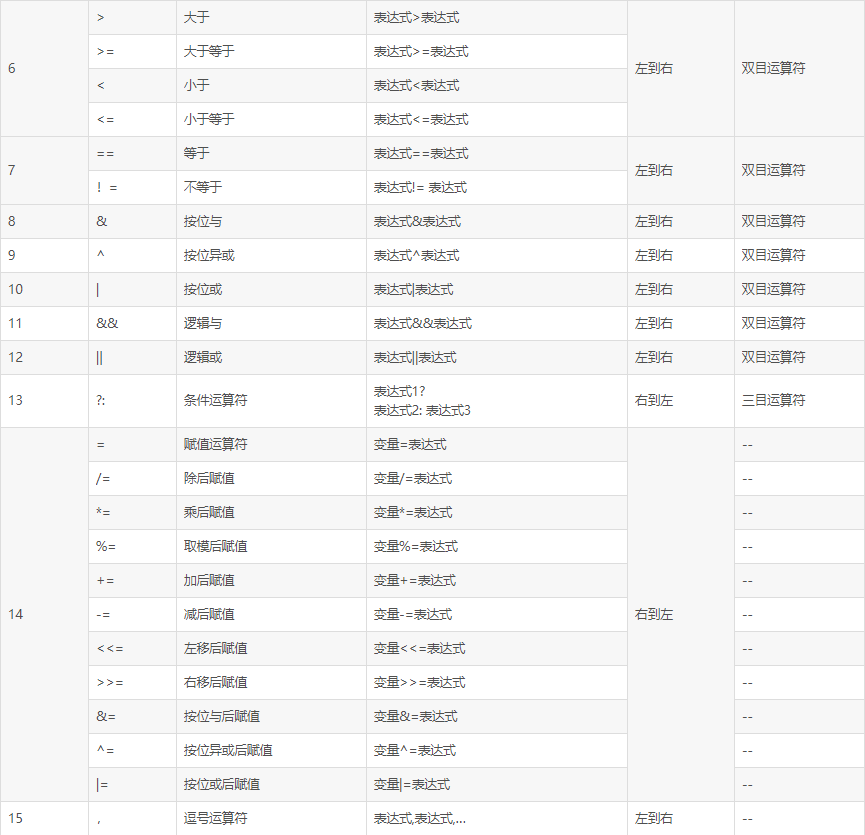 6
> 大于 表达式>表达式 左到右 双目运算符
>= 大于等于 表达式>=表达式
< 小于 表达式<表达式
<= 小于等于 表达式<=表达式
7
== 等于 表达式==表达式 左到右 双目运算符
！= 不等于 表达式!= 表达式
8 & 按位与 表达式&表达式 左到右 双目运算符
9 ^ 按位异或 表达式^表达式 左到右 双目运算符
10 | 按位或 表达式|表达式 左到右 双目运算符
11 && 逻辑与 表达式&&表达式 左到右 双目运算符
12 || 逻辑或 表达式||表达式 左到右 双目运算符
13 ?: 条件运算符 表达式1?
表达式2: 表达式3 右到左 三目运算符
14
= 赋值运算符 变量=表达式 右到左 --
/= 除后赋值 变量/=表达式 --
*= 乘后赋值 变量*=表达式 --
%= 取模后赋值 变量%=表达式 --
+= 加后赋值 变量+=表达式 --
-= 减后赋值 变量-=表达式 --
<<= 左移后赋值 变量<<=表达式 --
>>= 右移后赋值 变量>>=表达式 --
&= 按位与后赋值 变量&=表达式 --
^= 按位异或后赋值 变量^=表达式 --
|= 按位或后赋值 变量|=表达式 --
15 , 逗号运算符 表达式,表达式,… 左到右 --